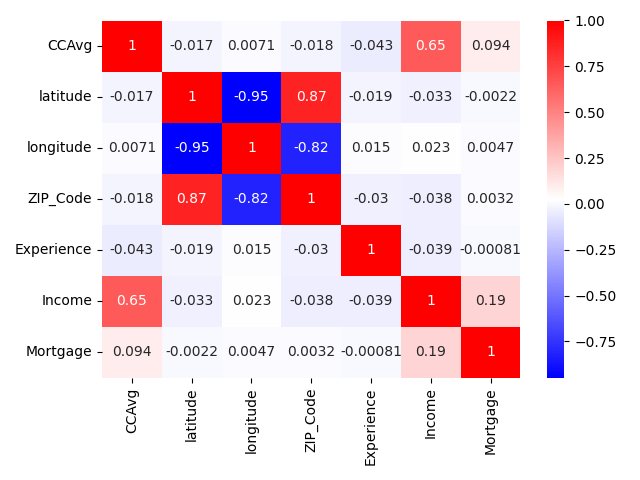 CCAvg 1 -0.017 0.0071 -0.018 -0.043 0.65 0.094
latitude -0.017 1 -0.95 0.87 -0.019 -0.033 -0.0022
longitude 0.0071 -0.95 1 -0.82 0.015 0.023 0.0047
ZIP_Code -0.018 0.87 -0.82 1 -0.03 -0.038 0.0032
Experience -0.043 -0.019 0.015 -0.03 1 -0.039 -0.00081
Income 0.65 -0.033 0.023 -0.038 -0.039 1 0.19
Mortgage 0.094 -0.0022 0.0047 0.0032 -0.00081 0.19 1
CCAvg latitude longitude ZIP_Code Experience Income Mortgage
1.00
0.75
0.50
0.25
0.00
−0.25
−0.50
−0.75